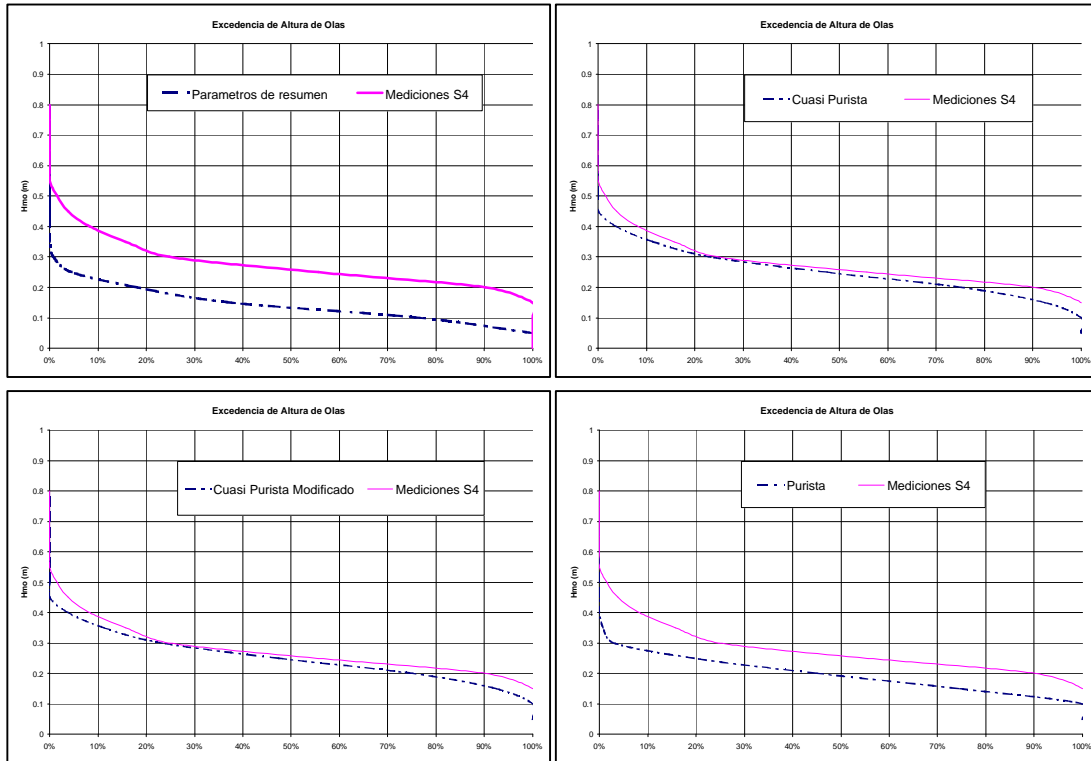 Excedencia de Altura de Olas
Parametros de resumen
Mediciones S4
Hmo (m)
1
0.9
0.8
0.7
0.6
0.5
0.4
0.3
0.2
0.1
0
0% 10% 20% 30% 40% 50% 60% 70% 80% 90% 100%
Excedencia de Altura de Olas
Cuasi Purista
Mediciones S4
Hmo (m)
1
0.9
0.8
0.7
0.6
0.5
0.4
0.3
0.2
0.1
0
0% 10% 20% 30% 40% 50% 60% 70% 80% 90% 100%
Excedencia de Altura de Olas
Cuasi Purista Modificado
Mediciones S4
Hmo (m)
1
0.9
0.8
0.7
0.6
0.5
0.4
0.3
0.2
0.1
0
0% 10% 20% 30% 40% 50% 60% 70% 80% 90% 100%
Excedencia de Altura de Olas
Purista
Mediciones S4
Hmo (m)
1
0.9
0.8
0.7
0.6
0.5
0.4
0.3
0.2
0.1
0
0% 10% 20% 30% 40% 50% 60% 70% 80% 90% 100%